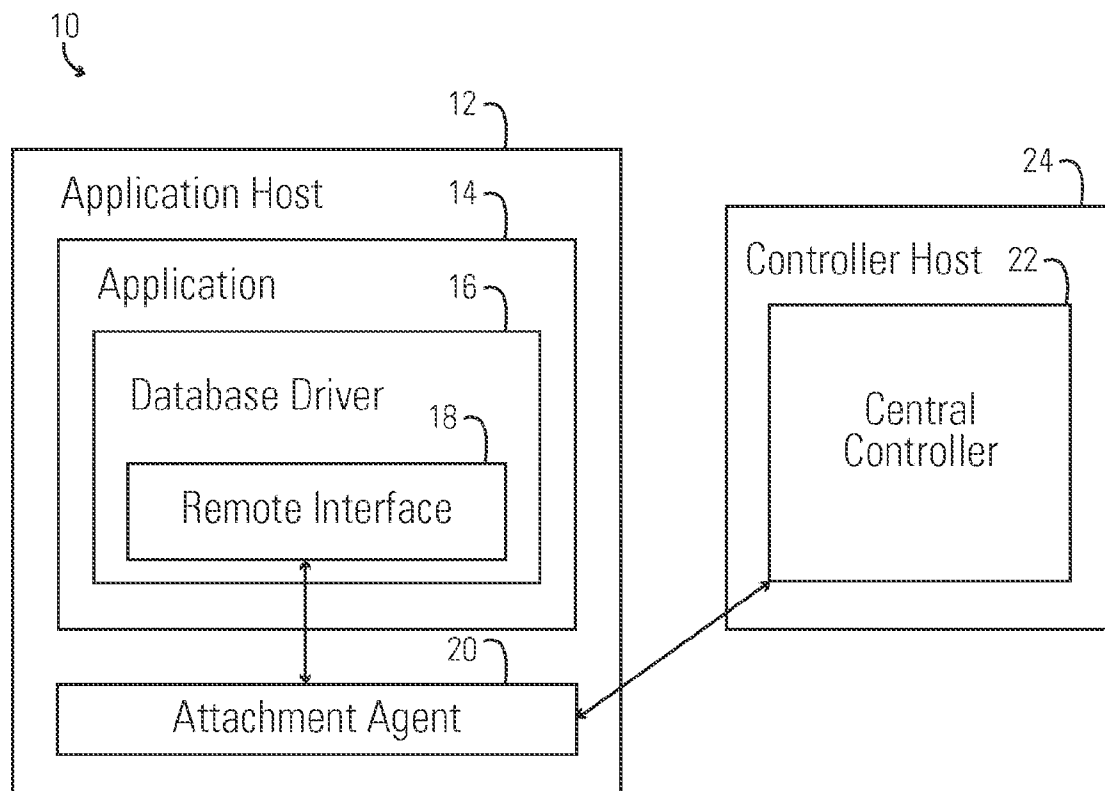 10
12
Application Host
14
24
Application
16
Controller Host
22
Database Driver
18
Central
Controller
Remote Interface
20
Attachment Agent